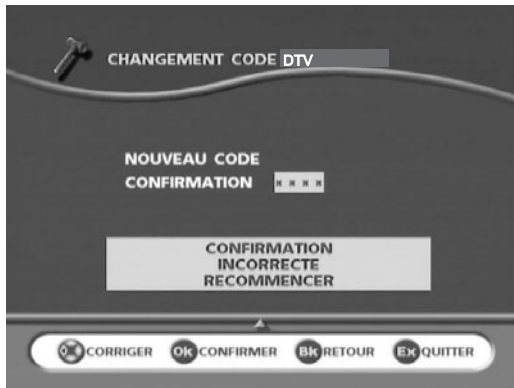 CHANGEMENT CODE DTV
NOUVEAU CODE
CONFIRMATION * * * *
CONFIRMATION
INCORRECTE
RECOMMENCER
CORRIGER Ok CONFIRMER Bk RETOUR Ex QUITTER